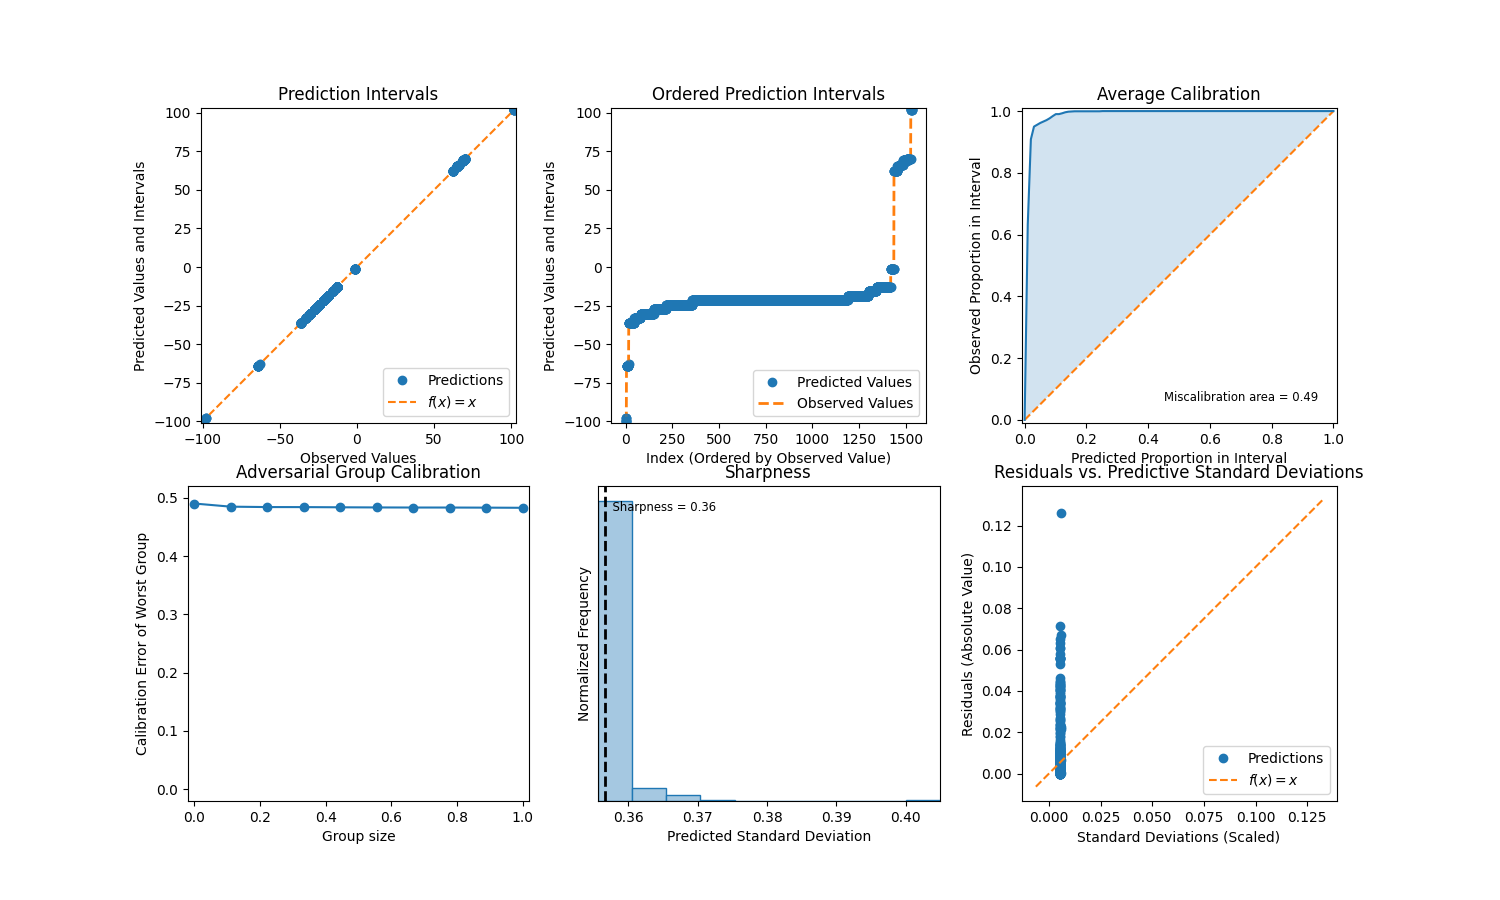 Prediction Intervals
Predicted Values and Intervals
100
75
50
25
0
−25
−50
−75
−100
−100
−50
0
50
100
Observed Values
Predictions
f(x) = x
Ordered Prediction Intervals
Predicted Values and Intervals
100
75
50
25
0
−25
−50
−75
−100
0
250
500
750
1000
1250
1500
Index (Ordered by Observed Value)
Predicted Values
Observed Values
Average Calibration
Observed Proportion in Interval
1.0
0.8
0.6
0.4
0.2
0.0
0.0
0.2
0.4
0.6
0.8
1.0
Predicted Proportion in Interval
Miscalibration area = 0.49
Adversarial Group Calibration
Calibration Error of Worst Group
0.5
0.4
0.3
0.2
0.1
0.0
0.0
0.2
0.4
0.6
0.8
1.0
Group size
Sharpness
Normalized Frequency
Sharpness = 0.36
0.36
0.37
0.38
0.39
0.40
Predicted Standard Deviation
Residuals vs. Predictive Standard Deviations
Residuals (Absolute Value)
0.12
0.10
0.08
0.06
0.04
0.02
0.00
0.000
0.025
0.050
0.075
0.100
0.125
Standard Deviations (Scaled)
Predictions
f(x) = x